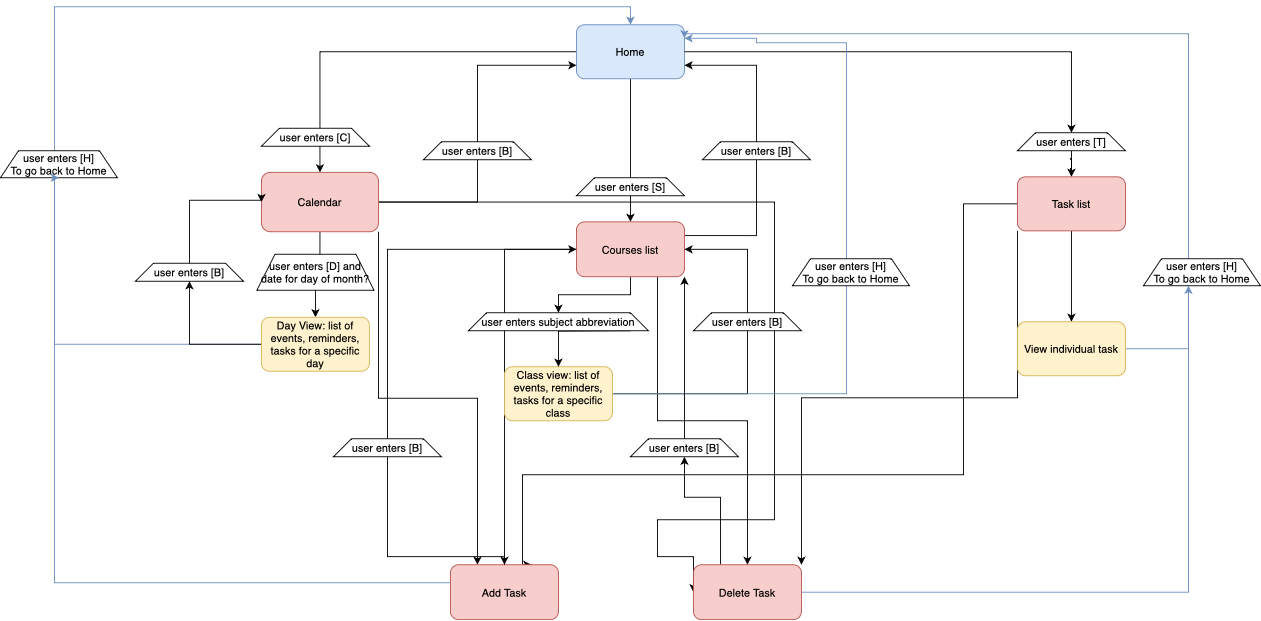 Home
user enters [C]
user enters [T]
user enters [B]
user enters [B]
user enters [H]
To go back to Home
user enters [S]
Calendar
Task list
Courses list
user enters [B]
user enters [D] and
date for day of month?
user enters [H]
To go back to Home
user enters [H]
To go back to Home
user enters subject abbreviation
user enters [B]
Day View: list of
events, reminders,
tasks for a specific
day
View individual task
Class view: list of
events, reminders,
tasks for a specific
class
user enters [B]
user enters [B]
Add Task
Delete Task